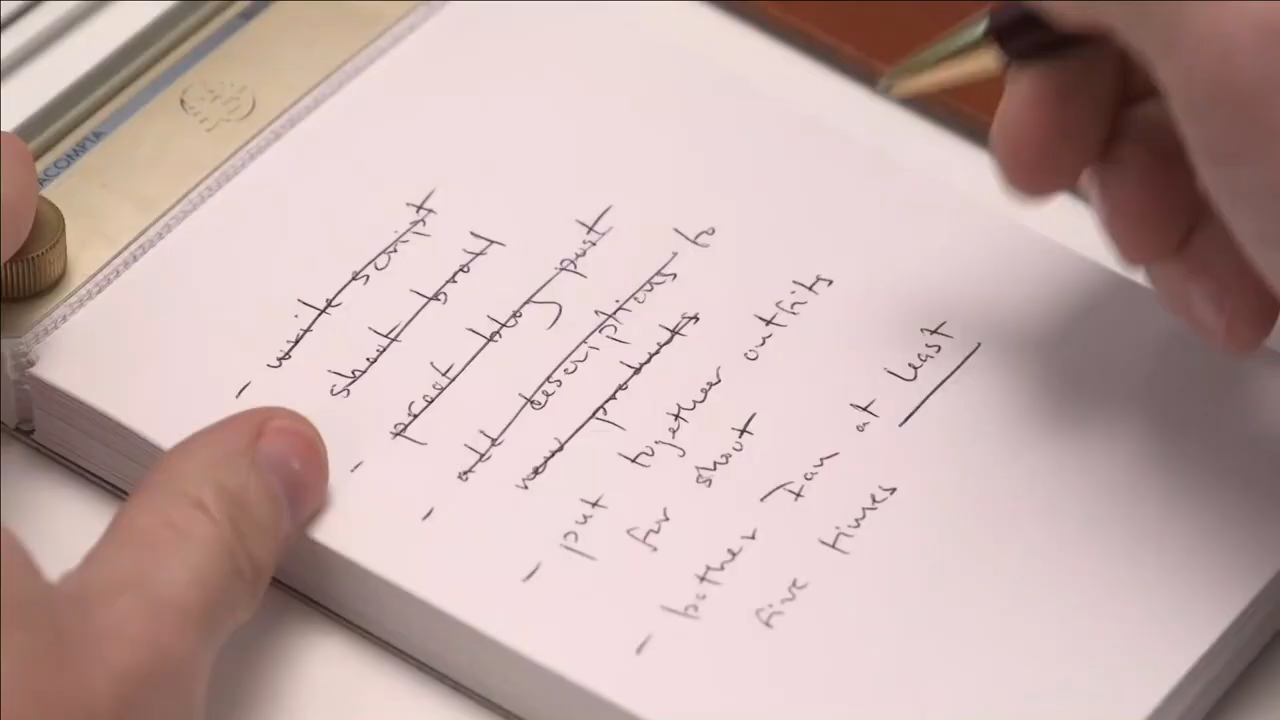 ACOMPTA
- write script
shoot broll
- proof blog post
- add descriptions to
new products
- put together outfits
for shoot
- bother Ian at least
five times